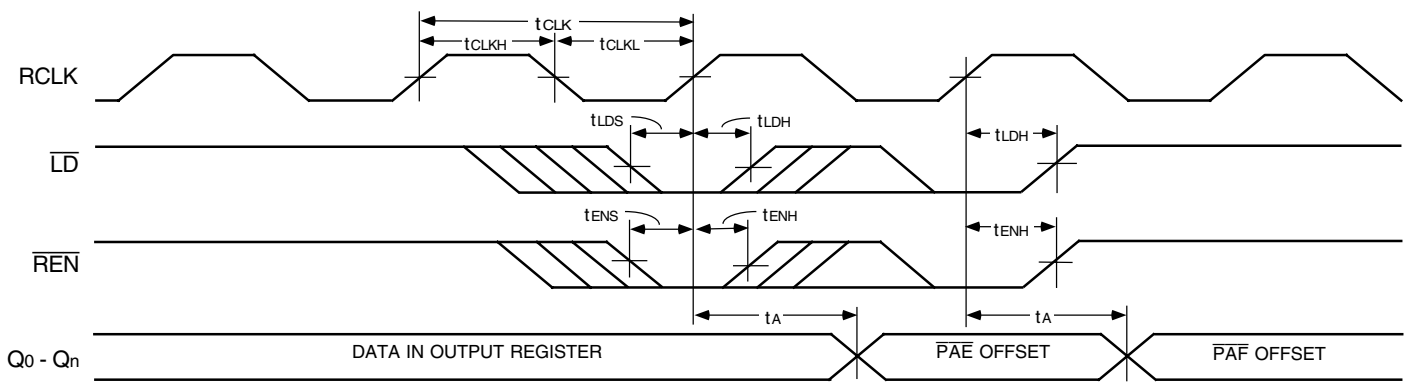 tCLK
tCLKH
tCLKL
RCLK
tLDS
tLDH
tLDH
LD
tENS
tENH
tENH
REN
tA
tA
Q0 - Qn
DATA IN OUTPUT REGISTER
PAE OFFSET
PAF OFFSET